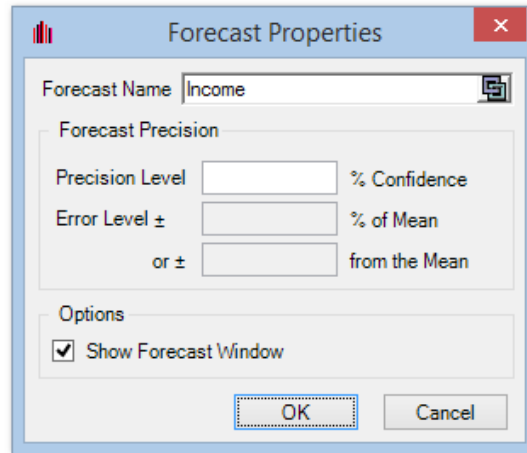 Forecast Properties
Forecast Name Income
Forecast Precision
Precision Level % Confidence
Error Level ± % of Mean
or ± from the Mean
Options
Show Forecast Window
OK Cancel